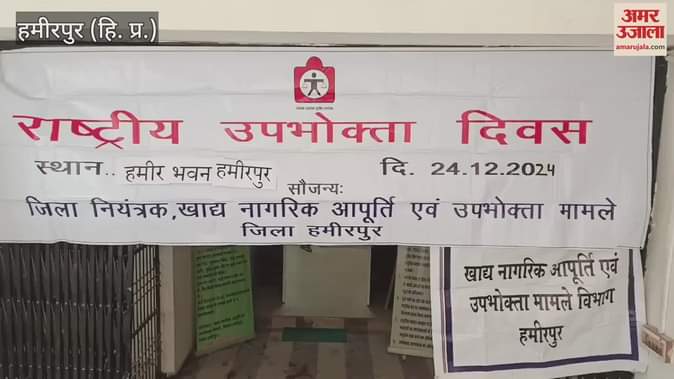 हमीरपुर (हि. प्र.)
अमर
उजाला
amarujala.com
राष्ट्रीय उपभोक्ता दिवस
स्थान.. हमीर भवन हमीरपुर दि. 24.12.2024
सौजन्यः
जिला नियंत्रक,खाद्य नागरिक आपूर्ति एवं उपभोक्ता मामले
जिला हमीरपुर
खाद्य नागरिक आपूर्ति एवं
उपभोक्ता मामले विभाग
हमीरपुर